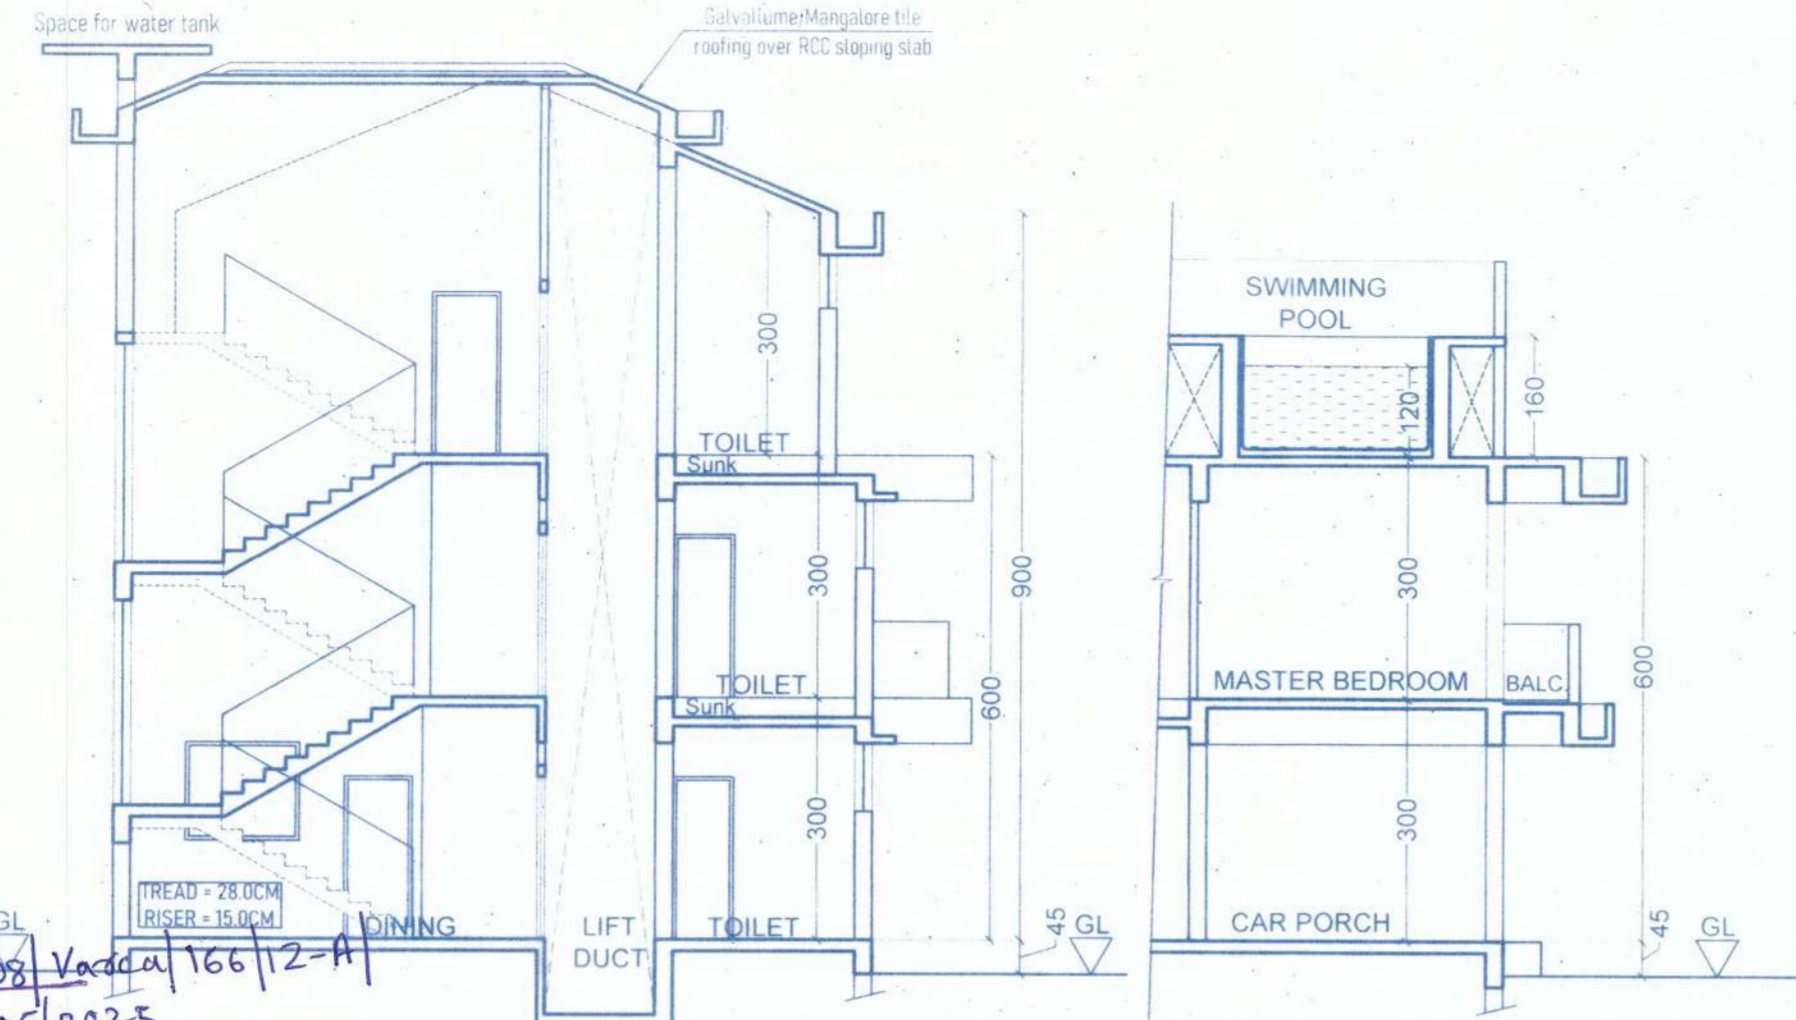 Space for water tank
Galvallume/Mangalore tile
roofing over RCC sloping slab
300
TOILET
Sunk
300
900
TOILET
Sunk
600
300
TREAD = 28.0CM
RISER = 15.0CM
DINING
LIFT
DUCT
TOILET
45
GL
GL
08/Varca/166/12-A/
SWIMMING
POOL
120
160
300
MASTER BEDROOM
BALC.
600
300
CAR PORCH
45
GL